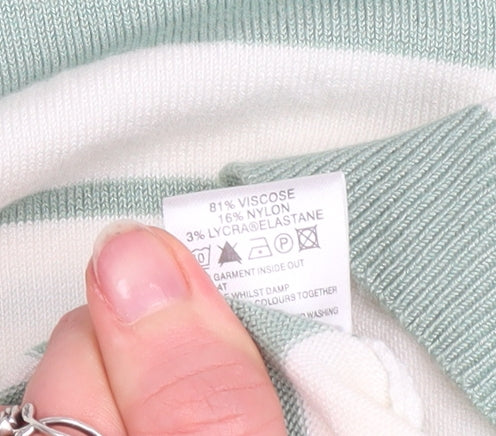 81% VISCOSE
16% NYLON
3% LYCRA®ELASTANE
P
GARMENT INSIDE OUT
WHILST DAMP
COLOURS TOGETHER
WASHING